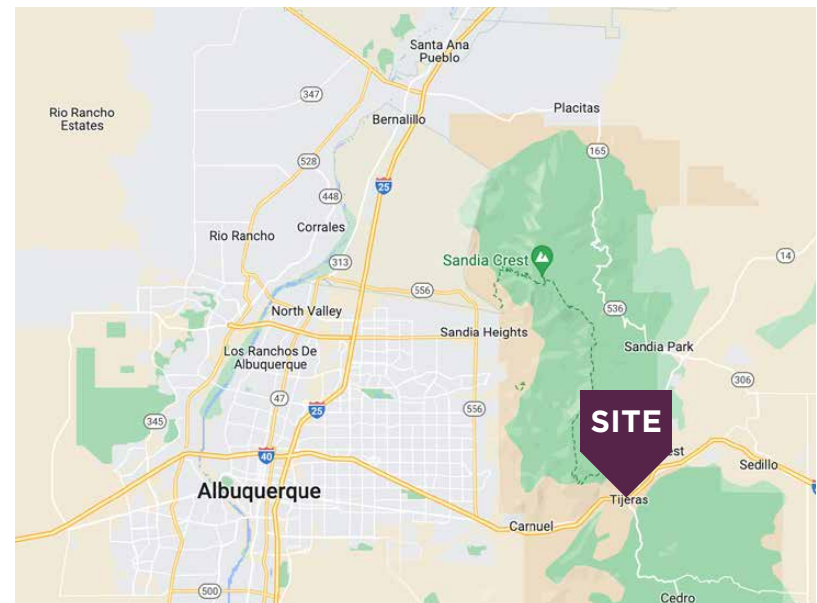 Santa Ana
Pueblo
347
Rio Rancho
Estates
Placitas
Bernalillo
165
528
25
448
Corrales
Rio Rancho
313
Sandia Crest
14
556
536
North Valley
Sandia Heights
Los Ranchos De
Albuquerque
Sandia Park
306
47
25
556
345
SITE
40
est
Sedillo
Albuquerque
Tijeras
Carnuel
500
Cedro